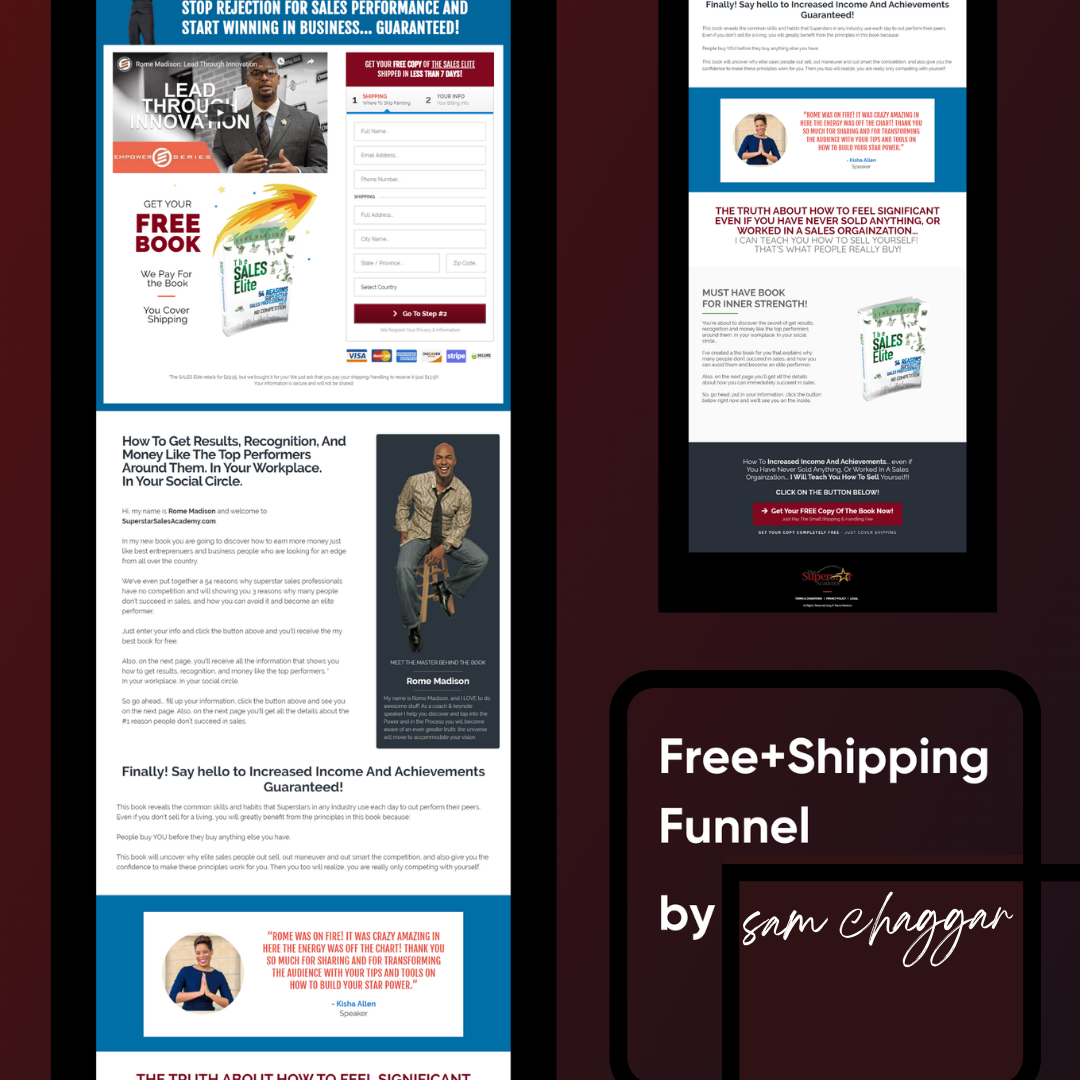 STOP REJECTION FOR SALES PERFORMANCE AND
START WINNING IN BUSINESS... GUARANTEED!
Rome Madison: Lead Through Innovation
LEAD
THROUGH
INNOVATION
EMPOWER SERIES
GET YOUR
FREE
BOOK
We Pay For
the Book
You Cover
Shipping
The
SALES
Elite
54 REASONS
NO COMPETITION
GET YOUR FREE COPY OF THE SALES ELITE
SHIPPED IN LESS THAN 7 DAYS!
1 SHIPPING
Where To Ship Painting
2 YOUR INFO
Your Billing Info
Full Name..
Email Address..
Phone Number..
SHIPPING
Full Address..
City Name..
State / Province..
Zip Code..
Select Country
Go To Step #2
We Respect Your Privacy & Information
VISA
MasterCard
DISCOVER
stripe
SECURE
*The SALES Elite retails for $29.95, but we bought it for you! We just ask that you pay your shipping/handling to receive it just $13.97!
Your information is secure and will not be shared
How To Get Results, Recognition, And
Money Like The Top Performers
Around Them. In Your Workplace.
In Your Social Circle.
Hi, my name is Rome Madison and welcome to
SuperstarSalesAcademy.com.
In my new book you are going to discover how to earn more money just
like best entreprenuers and business people who are looking for an edge
from all over the country.
We've even put together a 54 reasons why superstar sales professionals
have no competition and will showing you 3 reasons why many people
don't succeed in sales, and how you can avoid it and become an elite
performer.
Just enter your info and click the button above and you'll receive the my
best book for free.
Also, on the next page, you'll receive all the information that shows you
how to get results, recognition, and money like the top performers. "
In your workplace. In your social circle.
So go ahead... fill up your information, click the button above and see you
on the next page. Also, on the next page you'll get all the details about the
#1 reason people don't succeed in sales.
MEET THE MASTER BEHIND THE BOOK
Rome Madison
My name is Rome Madison, and I LOVE to do
awesome stuff! As a coach & keynote
speaker I help you discover and tap into the
Power and in the Process you will become
aware of an even greater truth: the universe
will move to accommodate your vision.
Finally! Say hello to Increased Income And Achievements
Guaranteed!
This book reveals the common skills and habits that Superstars in any industry use each day to out perform their peers.
Even if you don't sell for a living, you will greatly benefit from the principles in this book because:
People buy YOU before they buy anything else you have.
This book will uncover why elite sales people out sell, out maneuver and out smart the competition, and also give you the
confidence to make these principles work for you. Then you too will realize, you are really only competing with yourself.
"ROME WAS ON FIRE! IT WAS CRAZY AMAZING IN
HERE THE ENERGY WAS OFF THE CHART! THANK YOU
SO MUCH FOR SHARING AND FOR TRANSFORMING
THE AUDIENCE WITH YOUR TIPS AND TOOLS ON
HOW TO BUILD YOUR STAR POWER."
- Kisha Allen
Speaker
THE TRUTH ABOUT HOW TO FEEL SIGNIFICANT
Finally! Say hello to Increased Income And Achievements
Guaranteed!
This book reveals the common skills and habits that Superstars in any industry use each day to out perform their peers.
Even if you don't sell for a living, you will greatly benefit from the principles in this book because:
People buy YOU before they buy anything else you have.
This book will uncover why elite sales people out sell, out maneuver and out smart the competition, and also give you the
confidence to make these principles work for you. Then you too will realize, you are really only competing with yourself.
"ROME WAS ON FIRE! IT WAS CRAZY AMAZING IN
HERE THE ENERGY WAS OFF THE CHART! THANK YOU
SO MUCH FOR SHARING AND FOR TRANSFORMING
THE AUDIENCE WITH YOUR TIPS AND TOOLS ON
HOW TO BUILD YOUR STAR POWER."
- Kisha Allen
Speaker
THE TRUTH ABOUT HOW TO FEEL SIGNIFICANT
EVEN IF YOU HAVE NEVER SOLD ANYTHING, OR
WORKED IN A SALES ORGAINZATION...
I CAN TEACH YOU HOW TO SELL YOURSELF!
THAT'S WHAT PEOPLE REALLY BUY!
MUST HAVE BOOK
FOR INNER STRENGTH!
You're about to discover the secret of get results,
recognition and money like the top performers
around them. In your workplace. In your social
circle...
I've created a the book for you that explains why
many people don't succeed in sales, and how you
can avoid them and become an elite performer.
Also, on the next page you'll get all the details
about how you can immediately succeed in sales.
So, go head, put in your information, click the button
below right now and we'll see you on the inside.
The
SALES
Elite
54 REASONS
NO COMPETITION
How To Increased Income And Achievements.. even if
You Have Never Sold Anything, Or Worked In A Sales
Orgainzation... I Will Teach You How To Sell Yourself!!
CLICK ON THE BUTTON BELOW!
Get Your FREE Copy Of The Book Now!
Just Pay The Small Shipping & Handling Fee
GET YOUR COPY COMPLETELY FREE - JUST COVER SHIPPING
The
Superstar
Academy
TERMS & CONDITIONS | PRIVACY POLICY | LEGAL
Free+Shipping
Funnel
by sam chaggar